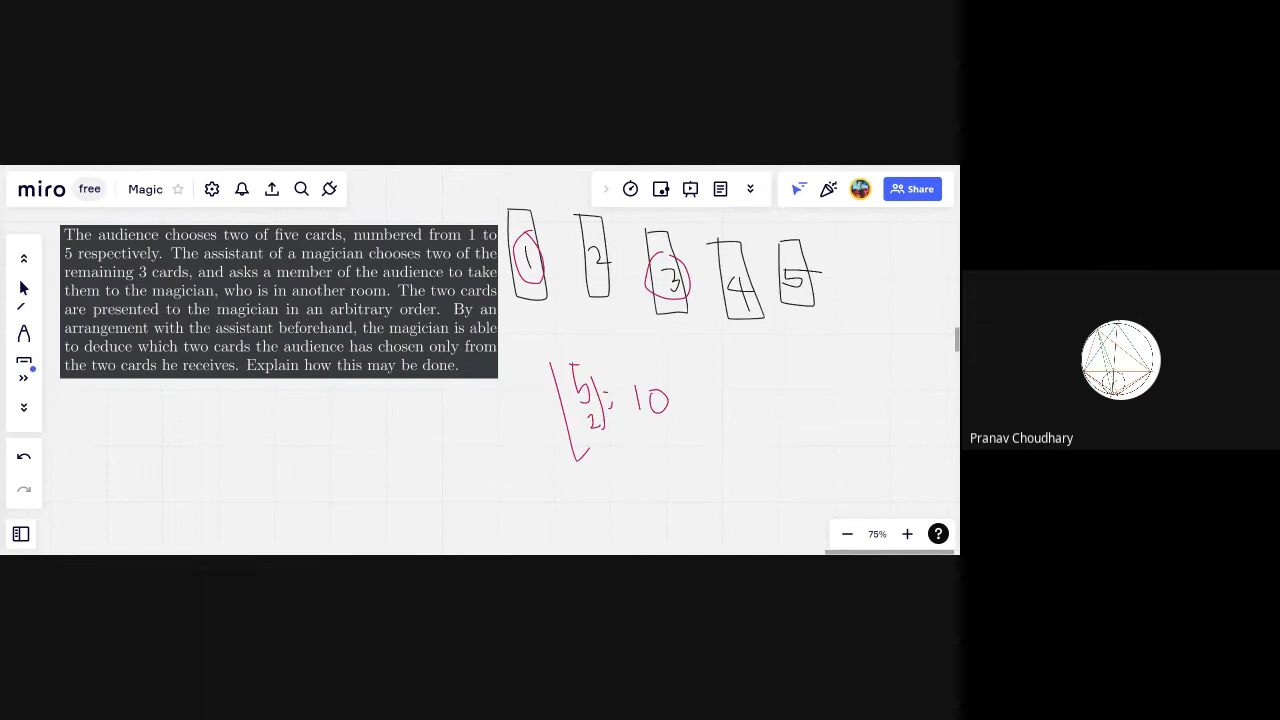 miro free Magic Share
The audience chooses two of five cards, numbered from 1 to
5 respectively. The assistant of a magician chooses two of the
remaining 3 cards, and asks a member of the audience to take
them to the magician, who is in another room. The two cards
are presented to the magician in an arbitrary order. By an
arrangement with the assistant beforehand, the magician is able
to deduce which two cards the audience has chosen only from
the two cards he receives. Explain how this may be done.
1 2 3 4 5
5
2
10
Pranav Choudhary
75%